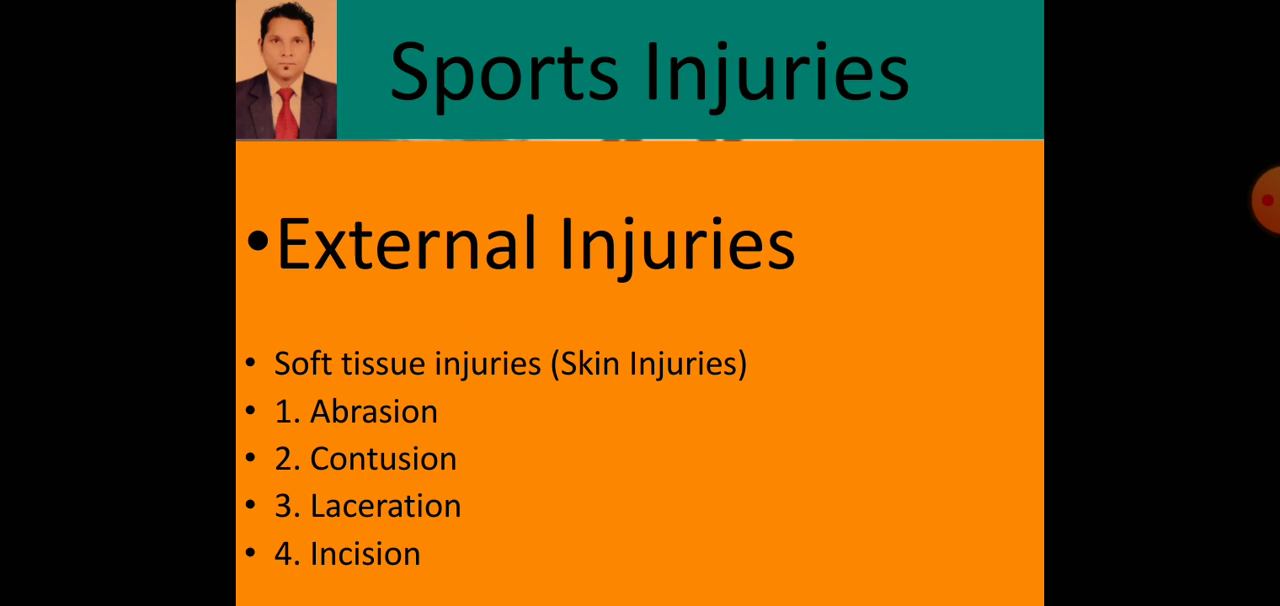 Sports Injuries
•External Injuries
• Soft tissue injuries (Skin Injuries)
• 1. Abrasion
• 2. Contusion
• 3. Laceration
• 4. Incision